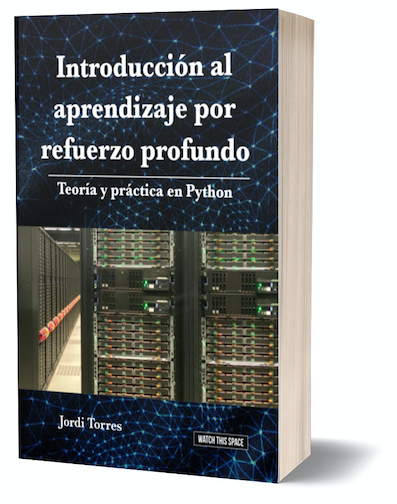 Introducción al
aprendizaje por
refuerzo profundo
Teoría y práctica en Python
Jordi Torres
WATCH THIS SPACE